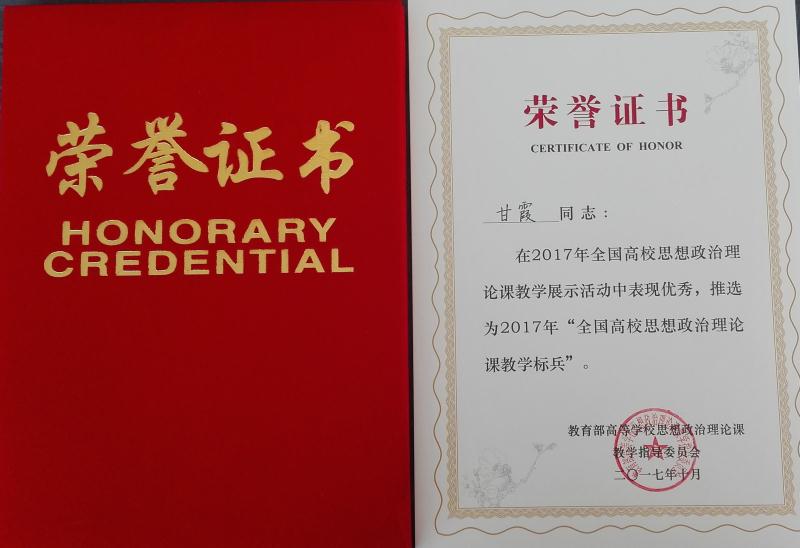 荣誉证书
HONORARY
CREDENTIAL
荣誉证书
CERTIFICATE OF HONOR
甘霞 同志：
在2017年全国高校思想政治理
论课教学展示活动中表现优秀，推选
为2017年“全国高校思想政治理论
课教学标兵”。
教育部高等学校思想政治理论课
教学指导委员会
二〇一七年十月